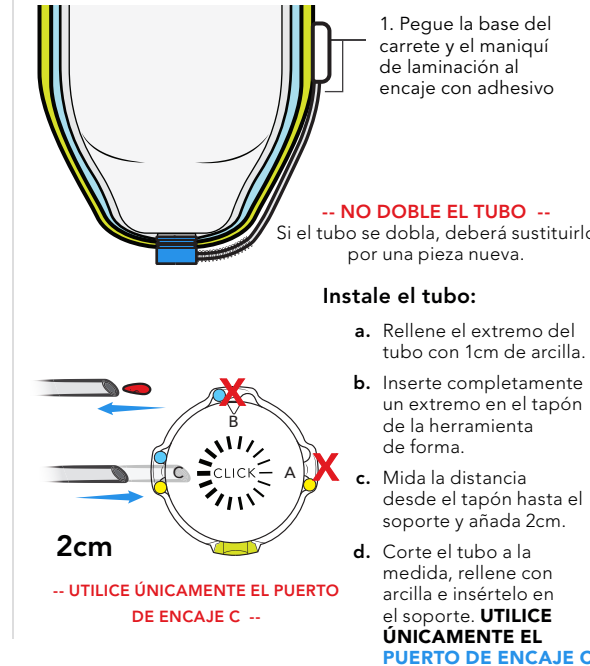 1. Pegue la base del
carrete y el maniquí
de laminación al
encaje con adhesivo
-- NO DOBLE EL TUBO --
Si el tubo se dobla, deberá sustituirlo
por una pieza nueva.
Instale el tubo:
a. Rellene el extremo del
tubo con 1cm de arcilla.
b. Inserte completamente
un extremo en el tapón
de la herramienta
de forma.
c. Mida la distancia
desde el tapón hasta el
soporte y añada 2cm.
d. Corte el tubo a la
medida, rellene con
arcilla e insértelo en
el soporte. UTILICE
ÚNICAMENTE EL
PUERTO DE ENCAJE C
X
B
C
CLICK
A
X
2cm
-- UTILICE ÚNICAMENTE EL PUERTO
DE ENCAJE C --